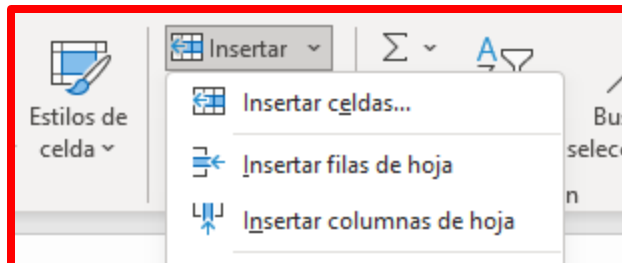 Insertar
Estilos de
celda
Insertar celdas...
Insertar filas de hoja
Insertar columnas de hoja